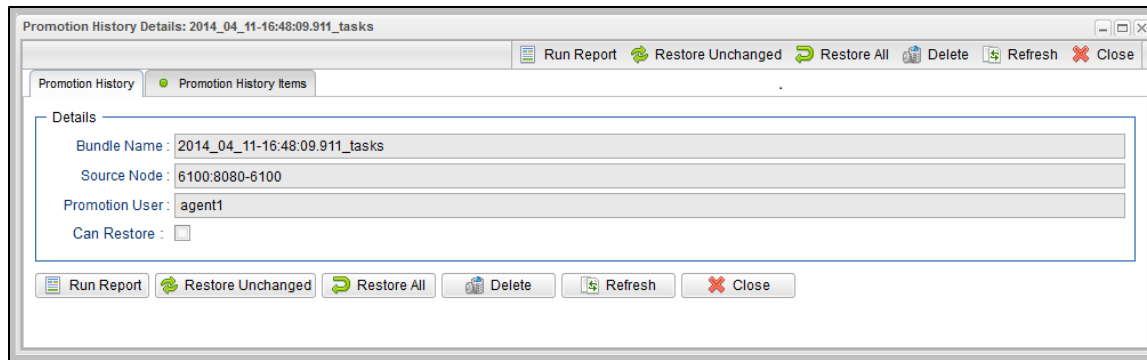 Promotion History Details: 2014_04_11-16:48:09.911_tasks
Run Report Restore Unchanged Restore All Delete Refresh Close
Promotion History Promotion History Items
Details
Bundle Name : 2014_04_11-16:48:09.911_tasks
Source Node : 6100:8080-6100
Promotion User : agent1
Can Restore :
Run Report Restore Unchanged Restore All Delete Refresh Close